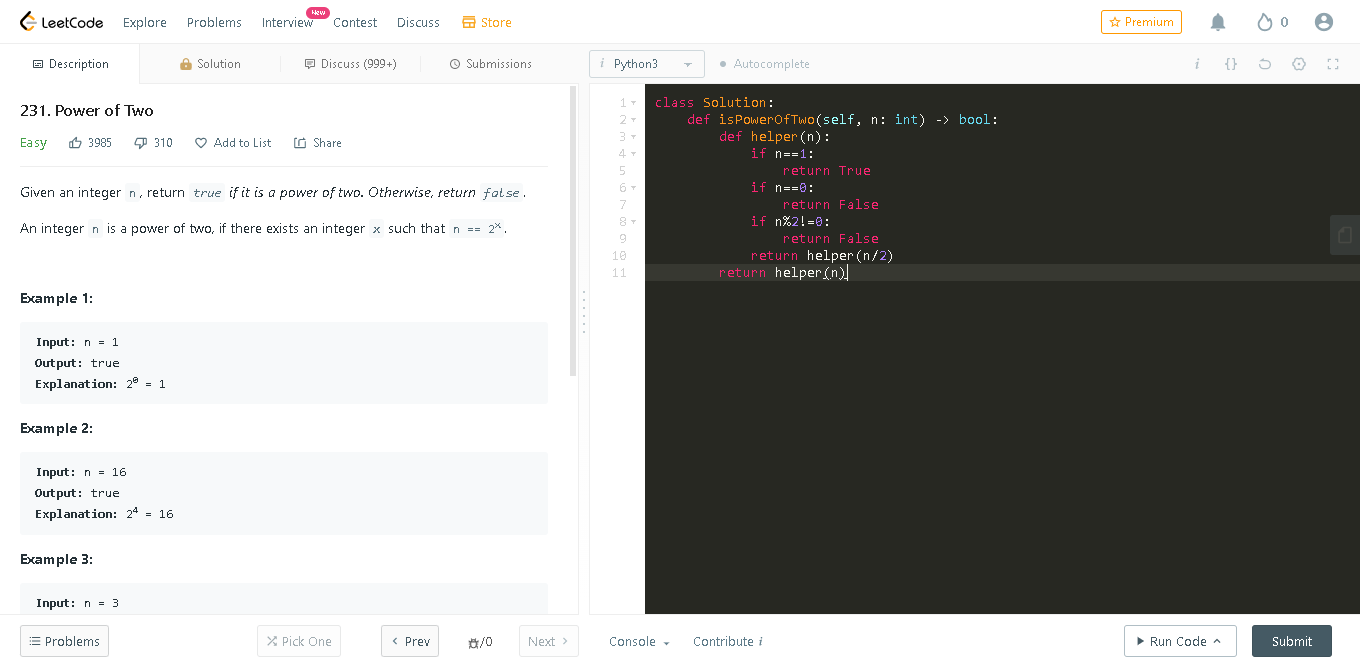 LeetCode Explore Problems Interview New Contest Discuss Store Premium 0
Description Solution Discuss (999+) Submissions Python3 Autocomplete i {}
231. Power of Two
Easy 3985 310 Add to List Share
Given an integer n, return true if it is a power of two. Otherwise, return false.
An integer n is a power of two, if there exists an integer x such that n == 2ˣ.
Example 1:
Input: n = 1
Output: true
Explanation: 2⁰ = 1
Example 2:
Input: n = 16
Output: true
Explanation: 2⁴ = 16
Example 3:
Input: n = 3
1 class Solution:
2 def isPowerOfTwo(self, n: int) -> bool:
3 def helper(n):
4 if n==1:
5 return True
6 if n==0:
7 return False
8 if n%2!=0:
9 return False
10 return helper(n/2)
11 return helper(n)
Problems Pick One Prev /0 Next Console Contribute i Run Code Submit